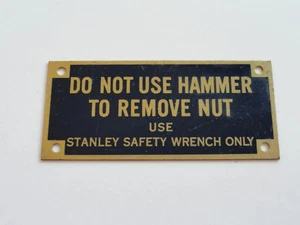 DO NOT USE HAMMER
TO REMOVE NUT
USE
STANLEY SAFETY WRENCH ONLY